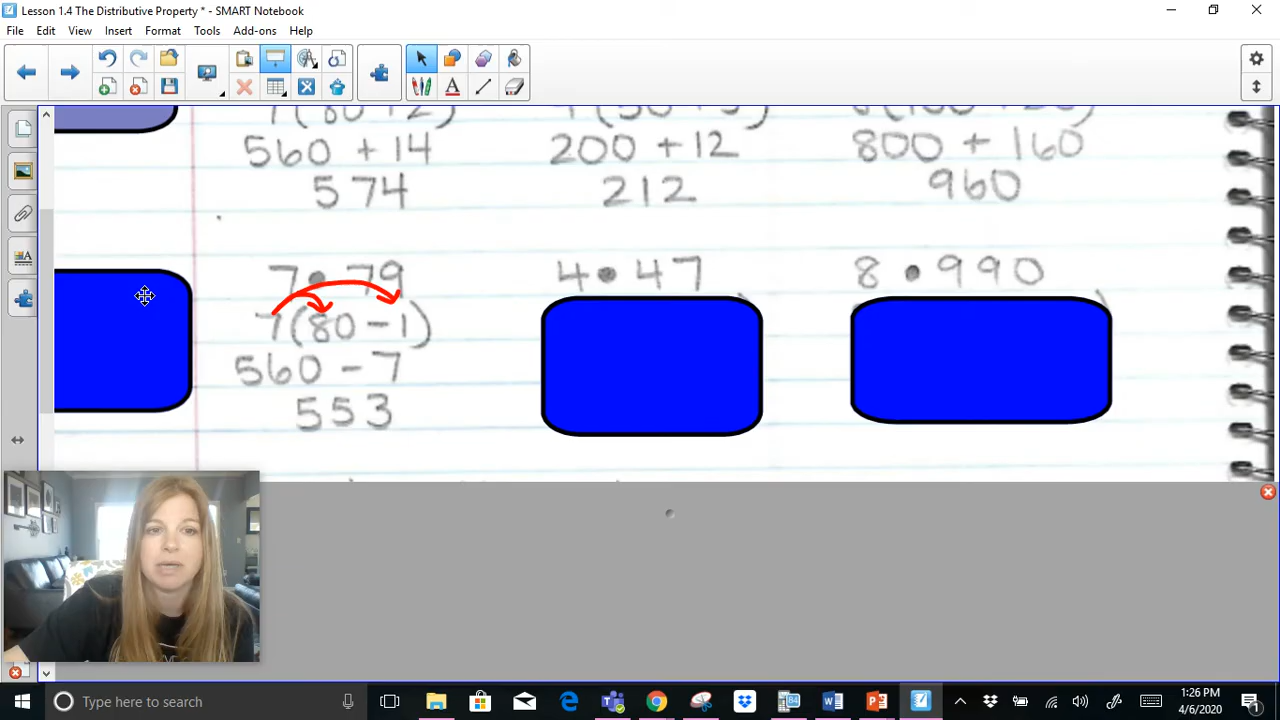 Lesson 1.4 The Distributive Property * - SMART Notebook
File Edit View Insert Format Tools Add-ons Help
560 + 14 200 + 12 800 + 160
574 212 960
7 • 79 4 • 47 8 • 990
7(80 - 1)
560 - 7
553
Type here to search
1:26 PM
4/6/2020